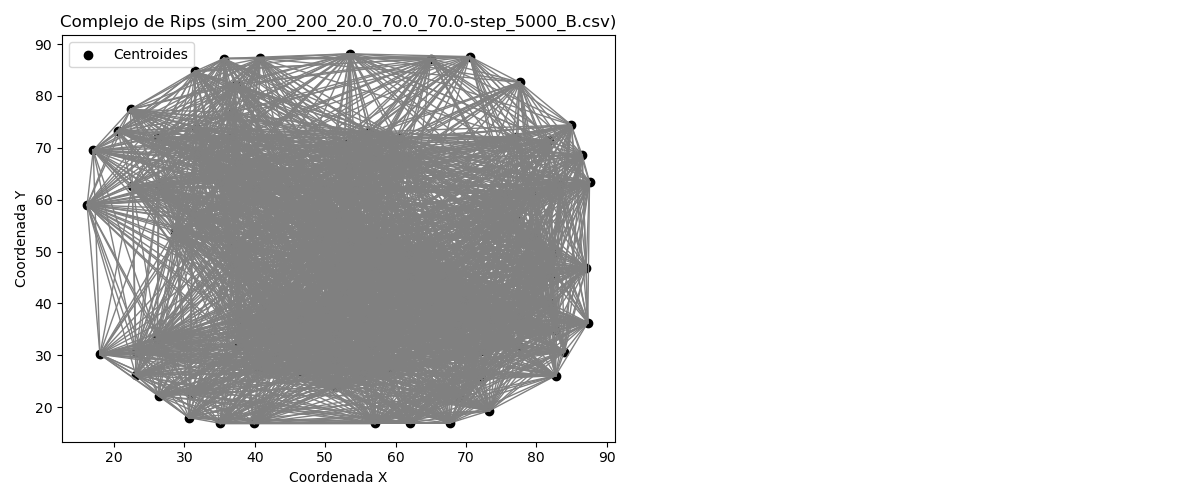 Complejo de Rips (sim_200_200_20.0_70.0_70.0-step_5000_B.csv)
Centroides
90
80
70
60
50
40
30
20
Coordenada Y
20 30 40 50 60 70 80 90
Coordenada X